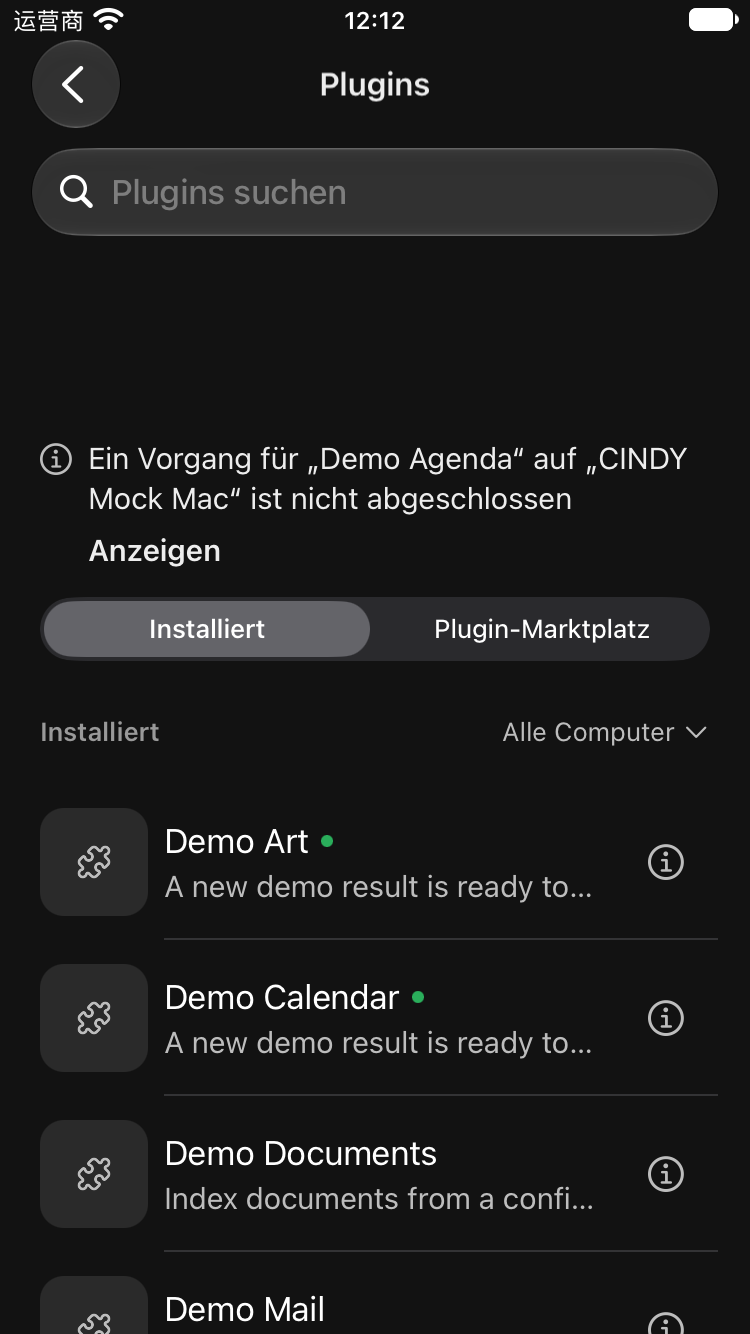 运营商
12:12
Plugins
Plugins suchen
Ein Vorgang für „Demo Agenda“ auf „CINDY
Mock Mac“ ist nicht abgeschlossen
Anzeigen
Installiert
Plugin-Marktplatz
Installiert
Alle Computer
Demo Art
A new demo result is ready to...
Demo Calendar
A new demo result is ready to...
Demo Documents
Index documents from a confi...
Demo Mail